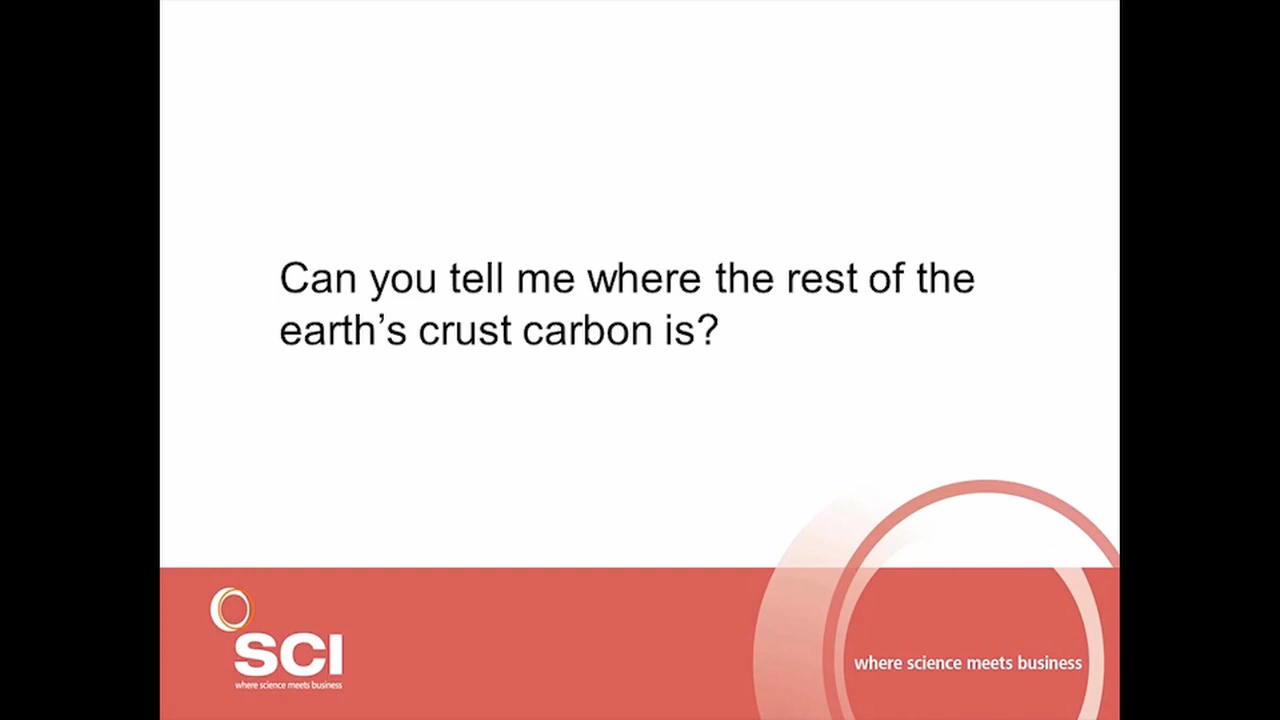 Can you tell me where the rest of the
earth’s crust carbon is?
SCI
where science meets business
where science meets business